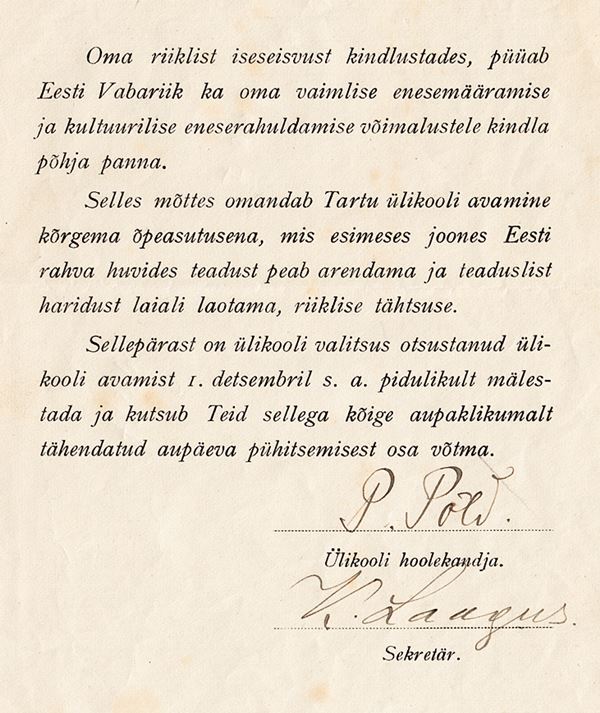 Oma riiklist iseseisvust kindlustades, püüab
Eesti Vabariik ka oma vaimlise enesemääramise
ja kultuurilise eneserahuldamise võimalustele kindla
põhja panna.
Selles mõttes omandab Tartu ülikooli avamine
kõrgema õpeasutusena, mis esimeses joones Eesti
rahva huvides teadust peab arendama ja teaduslist
haridust laiali laotama, riiklise tähtsuse.
Sellepärast on ülikooli valitsus otsustanud üli-
kooli avamist 1. detsembril s. a. pidulikult mäles-
tada ja kutsub Teid sellega kõige aupaklikumalt
tähendatud aupäeva pühitsemisest osa võtma.
P. Põld.
Ülikooli hoolekandja.
K. Laagus.
Sekretär.